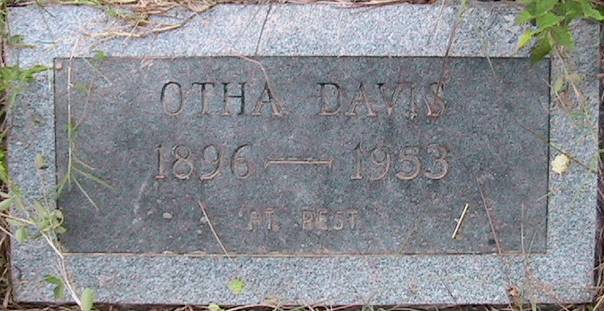 OTHA DAVIS
1896 — 1953
AT REST